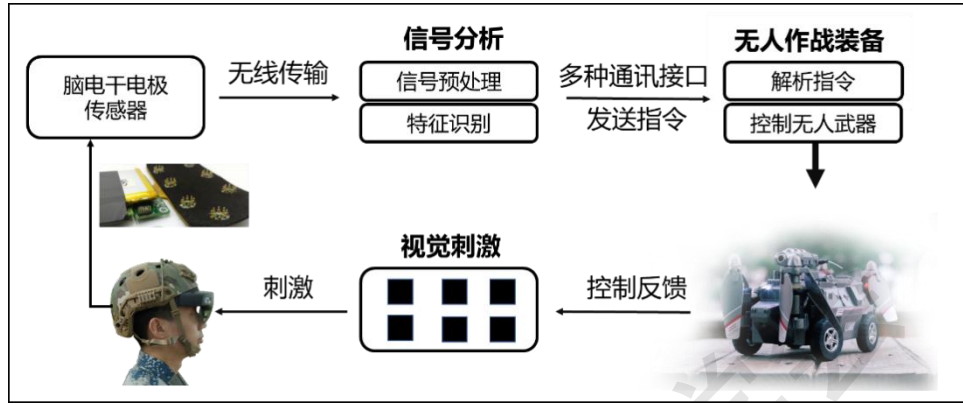 信号分析
无人作战装备
脑电干电极
传感器
无线传输
信号预处理
特征识别
多种通讯接口
发送指令
解析指令
控制无人武器
视觉刺激
刺激
控制反馈